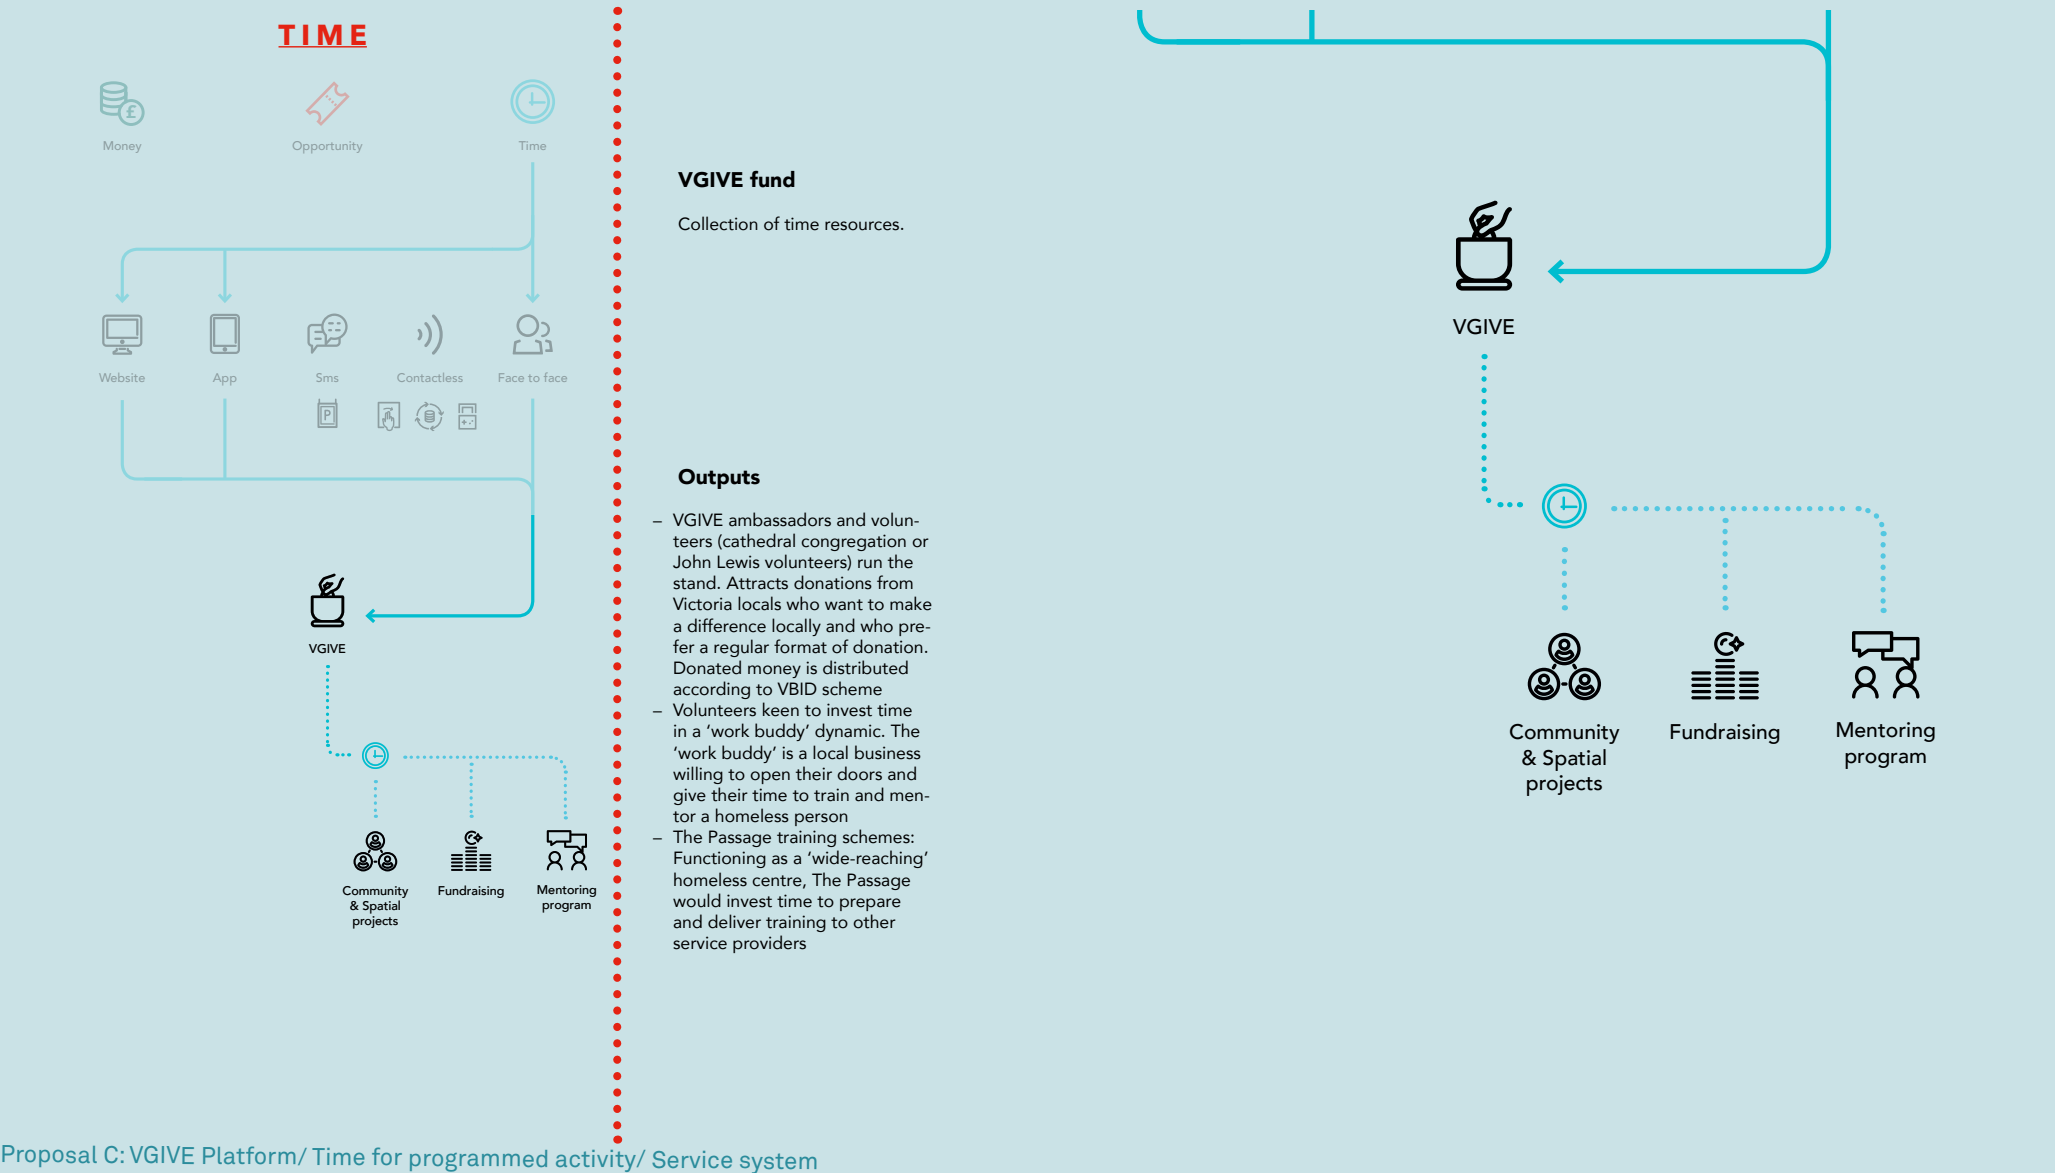 TIME
Money
Opportunity
Time
Website
App
Sms
Contactless
Face to face
P
VGIVE
Community
& Spatial
projects
Fundraising
Mentoring
program
VGIVE fund
Collection of time resources.
Outputs
– VGIVE ambassadors and volun-
teers (cathedral congregation or
John Lewis volunteers) run the
stand. Attracts donations from
Victoria locals who want to make
a difference locally and who pre-
fer a regular format of donation.
Donated money is distributed
according to VBID scheme
– Volunteers keen to invest time
in a ‘work buddy’ dynamic. The
‘work buddy’ is a local business
willing to open their doors and
give their time to train and men-
tor a homeless person
– The Passage training schemes:
Functioning as a ‘wide-reaching’
homeless centre, The Passage
would invest time to prepare
and deliver training to other
service providers
VGIVE
Community
& Spatial
projects
Fundraising
Mentoring
program
Proposal C: VGIVE Platform/ Time for programmed activity/ Service system